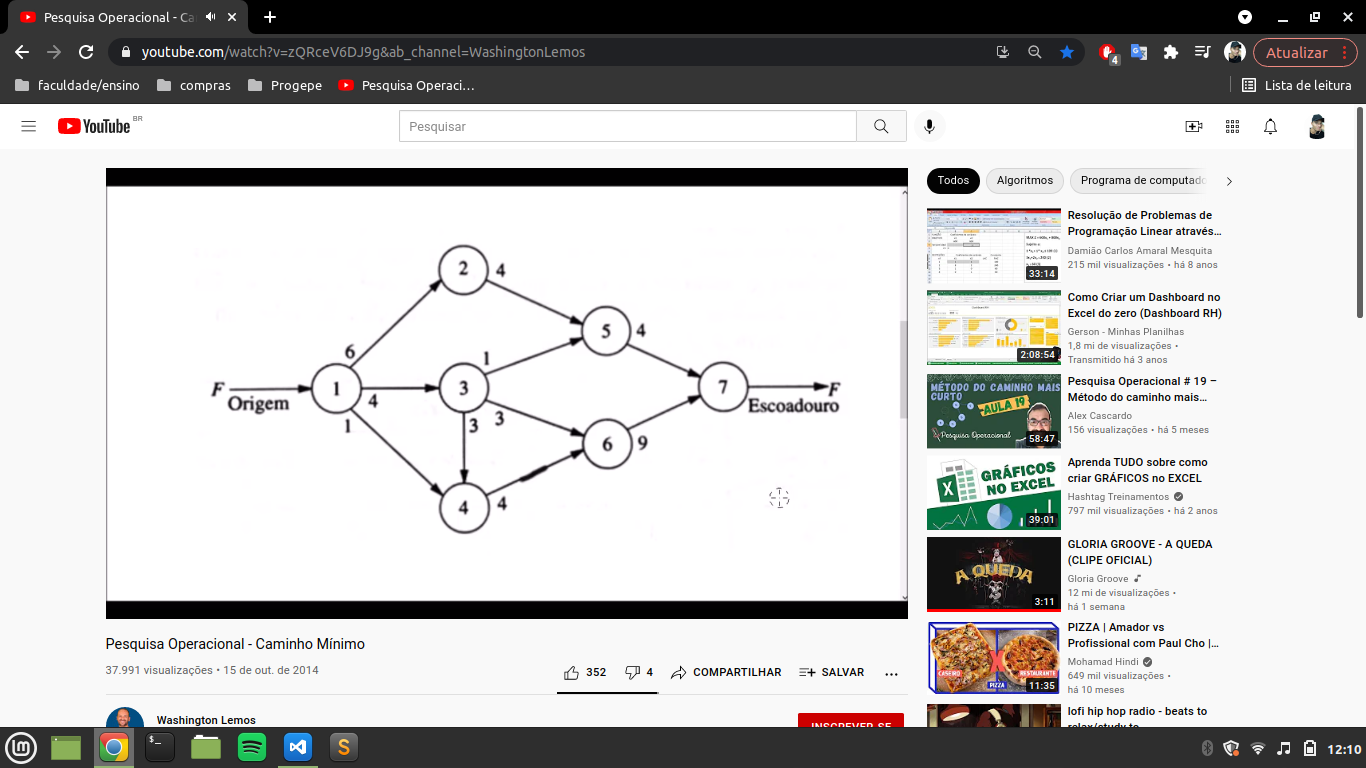 Pesquisa Operacional - Ca
youtube.com/watch?v=zQRceV6DJ9g&ab_channel=WashingtonLemos
4
Atualizar
faculdade/ensino
compras
Progepe
Pesquisa Operaci...
Lista de leitura
YouTube
BR
Pesquisar
2
4
5
4
6
1
F
1
3
7
F
Origem
4
Escoadouro
1
3
3
6
9
4
4
Pesquisa Operacional - Caminho Mínimo
37.991 visualizações • 15 de out. de 2014
352
4
COMPARTILHAR
SALVAR
Washington Lemos
INSCREVER-SE
Todos
Algoritmos
Programa de computado
33:14
Resolução de Problemas de
Programação Linear através...
Damião Carlos Amaral Mesquita
215 mil visualizações • há 8 anos
2:08:54
Como Criar um Dashboard no
Excel do zero (Dashboard RH)
Gerson - Minhas Planilhas
1,8 mi de visualizações •
Transmitido há 3 anos
MÉTODO DO CAMINHO MAIS
CURTO
AULA 19
Pesquisa Operacional
58:47
Pesquisa Operacional # 19 –
Método do caminho mais...
Alex Cascardo
156 visualizações • há 5 meses
GRÁFICOS
NO EXCEL
39:01
Aprenda TUDO sobre como
criar GRÁFICOS no EXCEL
Hashtag Treinamentos
797 mil visualizações • há 2 anos
A QUEDA
3:11
GLORIA GROOVE - A QUEDA
(CLIPE OFICIAL)
Gloria Groove
12 mi de visualizações •
há 1 semana
CASEIRO
PIZZA
RESTAURANTE
11:35
PIZZA | Amador vs
Profissional com Paul Cho |...
Mohamad Hindi
649 mil visualizações •
há 10 meses
lofi hip hop radio - beats to
relax/study to
12:10